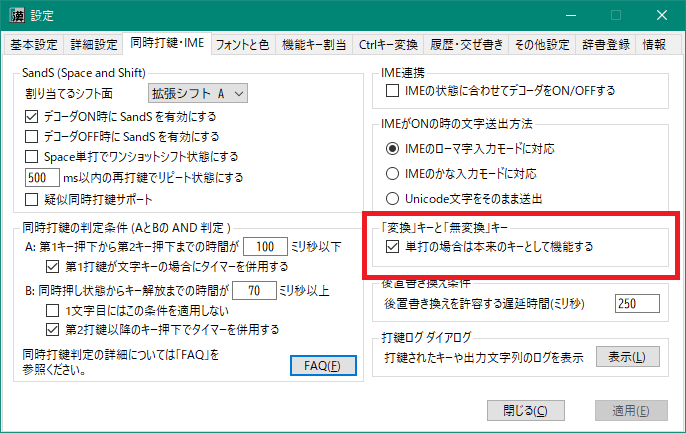 漢 設定
基本設定 詳細設定 同時打鍵・IME フォントと色 機能キー割当 Ctrlキー変換 履歴・交ぜ書き その他設定 辞書登録 情報
SandS (Space and Shift)
割り当てるシフト面 拡張シフト A
デコーダON時に SandS を有効にする
デコーダOFF時に SandS を有効にする
Space単打でワンショットシフト状態にする
500 ms以内の再打鍵でリピート状態にする
疑似同時打鍵サポート
同時打鍵の判定条件 (AとBの AND 判定 )
A: 第1キー押下から第2キー押下までの時間が 100 ミリ秒以下
第1打鍵が文字キーの場合にタイマーを併用する
B: 同時押し状態からキー解放までの時間が 70 ミリ秒以上
1文字目にはこの条件を適用しない
第2打鍵以降のキー押下でタイマーを併用する
同時打鍵判定の詳細については「FAQ」を
参照ください。
FAQ(F)
IME連携
IMEの状態に合わせてデコーダをON/OFFする
IMEがONの時の文字送出方法
IMEのローマ字入力モードに対応
IMEのかな入力モードに対応
Unicode文字をそのまま送出
「変換」キーと「無変換」キー
単打の場合は本来のキーとして機能する
後置書き換え条件
後置書き換えを許容する遅延時間(ミリ秒) 250
打鍵ログ ダイアログ
打鍵されたキーや出力文字列のログを表示 表示(L)
閉じる(C) 適用(E)